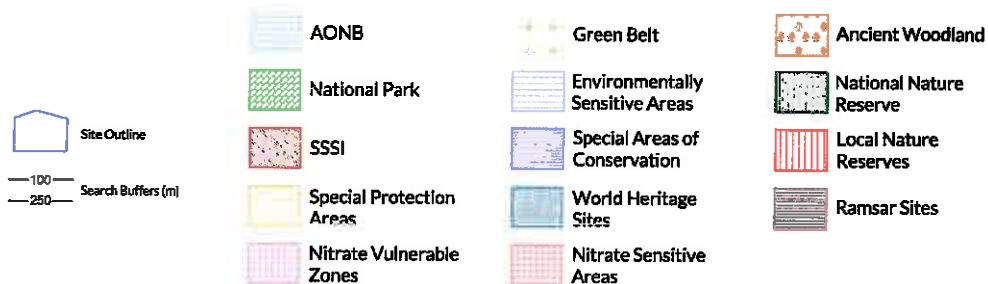 Site Outline
100
Search Buffers (m)
250
AONB
National Park
SSSI
Special Protection
Areas
Nitrate Vulnerable
Zones
Green Belt
Environmentally
Sensitive Areas
Special Areas of
Conservation
World Heritage
Sites
Nitrate Sensitive
Areas
Ancient Woodland
National Nature
Reserve
Local Nature
Reserves
Ramsar Sites